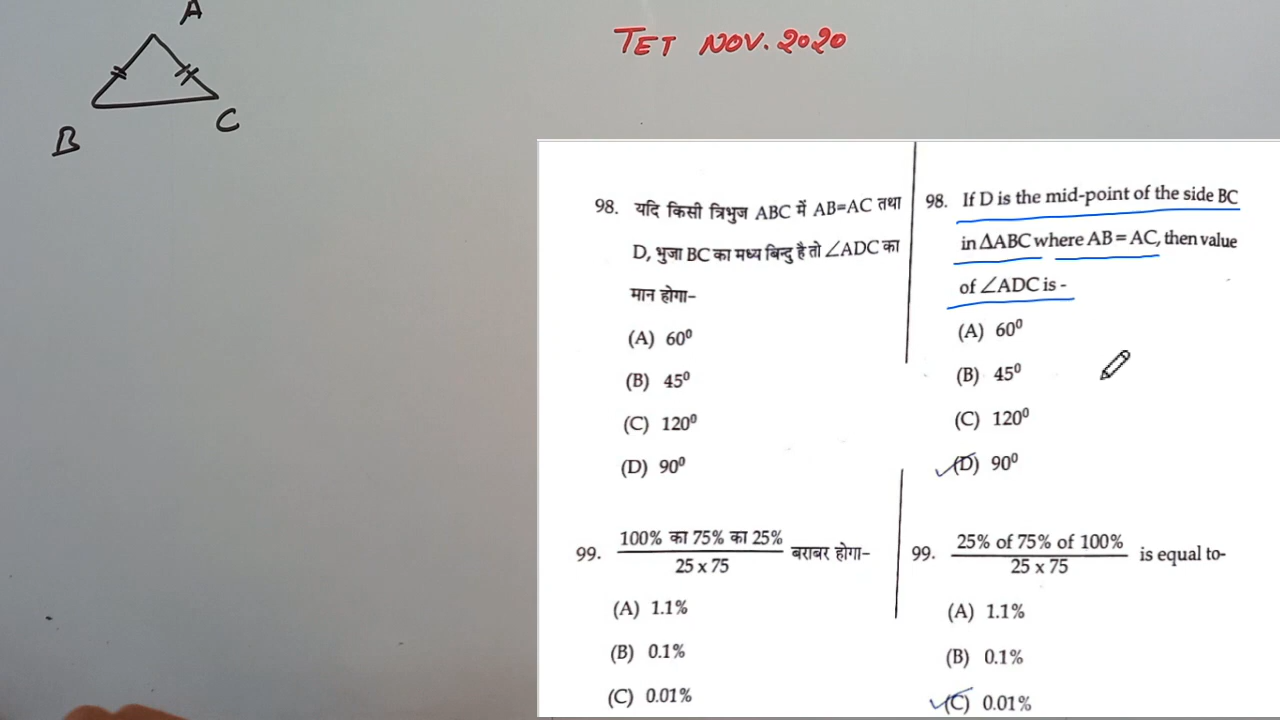 A
B
C
TET NOV. 2020
98. यदि किसी त्रिभुज ABC में AB=AC तथा
D, भुजा BC का मध्य बिन्दु है तो ∠ADC का
मान होगा–
(A) 60⁰
(B) 45⁰
(C) 120⁰
(D) 90⁰
99. 100% का 75% का 25%
25 x 75
बराबर होगा–
(A) 1.1%
(B) 0.1%
(C) 0.01%
98. If D is the mid-point of the side BC
in ΔABC where AB = AC, then value
of ∠ADC is -
(A) 60⁰
(B) 45⁰
(C) 120⁰
(D) 90⁰
99. 25% of 75% of 100%
25 x 75
is equal to-
(A) 1.1%
(B) 0.1%
(C) 0.01%